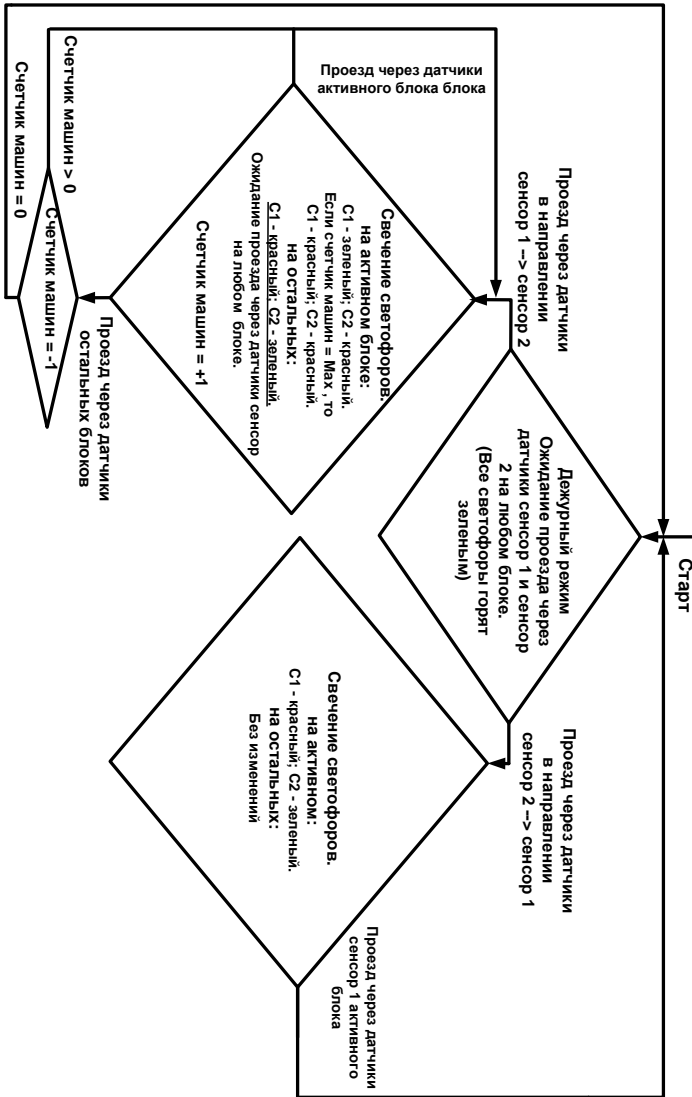 Старт
Дежурный режим
Ожидание проезда через
датчики сенсор 1 и сенсор
2 на любом блоке.
(Все светофоры горят
зеленым)
Проезд через датчики
в направлении
сенсор 1 --> сенсор 2
Проезд через датчики
в направлении
сенсор 2 --> сенсор 1
Проезд через датчики
активного блока блока
Свечение светофоров.
на активном блоке:
С1 - зеленый; С2 - красный.
Если счетчик машин = Max , то
С1 - красный; С2 - красный.
на остальных:
С1 - красный; С2 - зеленый.
Ожидание проезда через датчики сенсор
на любом блоке.
Счетчик машин = +1
Свечение светофоров.
на активном:
С1 - красный; С2 - зеленый.
на остальных:
Без изменений
Проезд через датчики
остальных блоков
Счетчик машин = -1
Счетчик машин > 0
Счетчик машин = 0
Проезд через датчики
сенсор 1 активного
блока